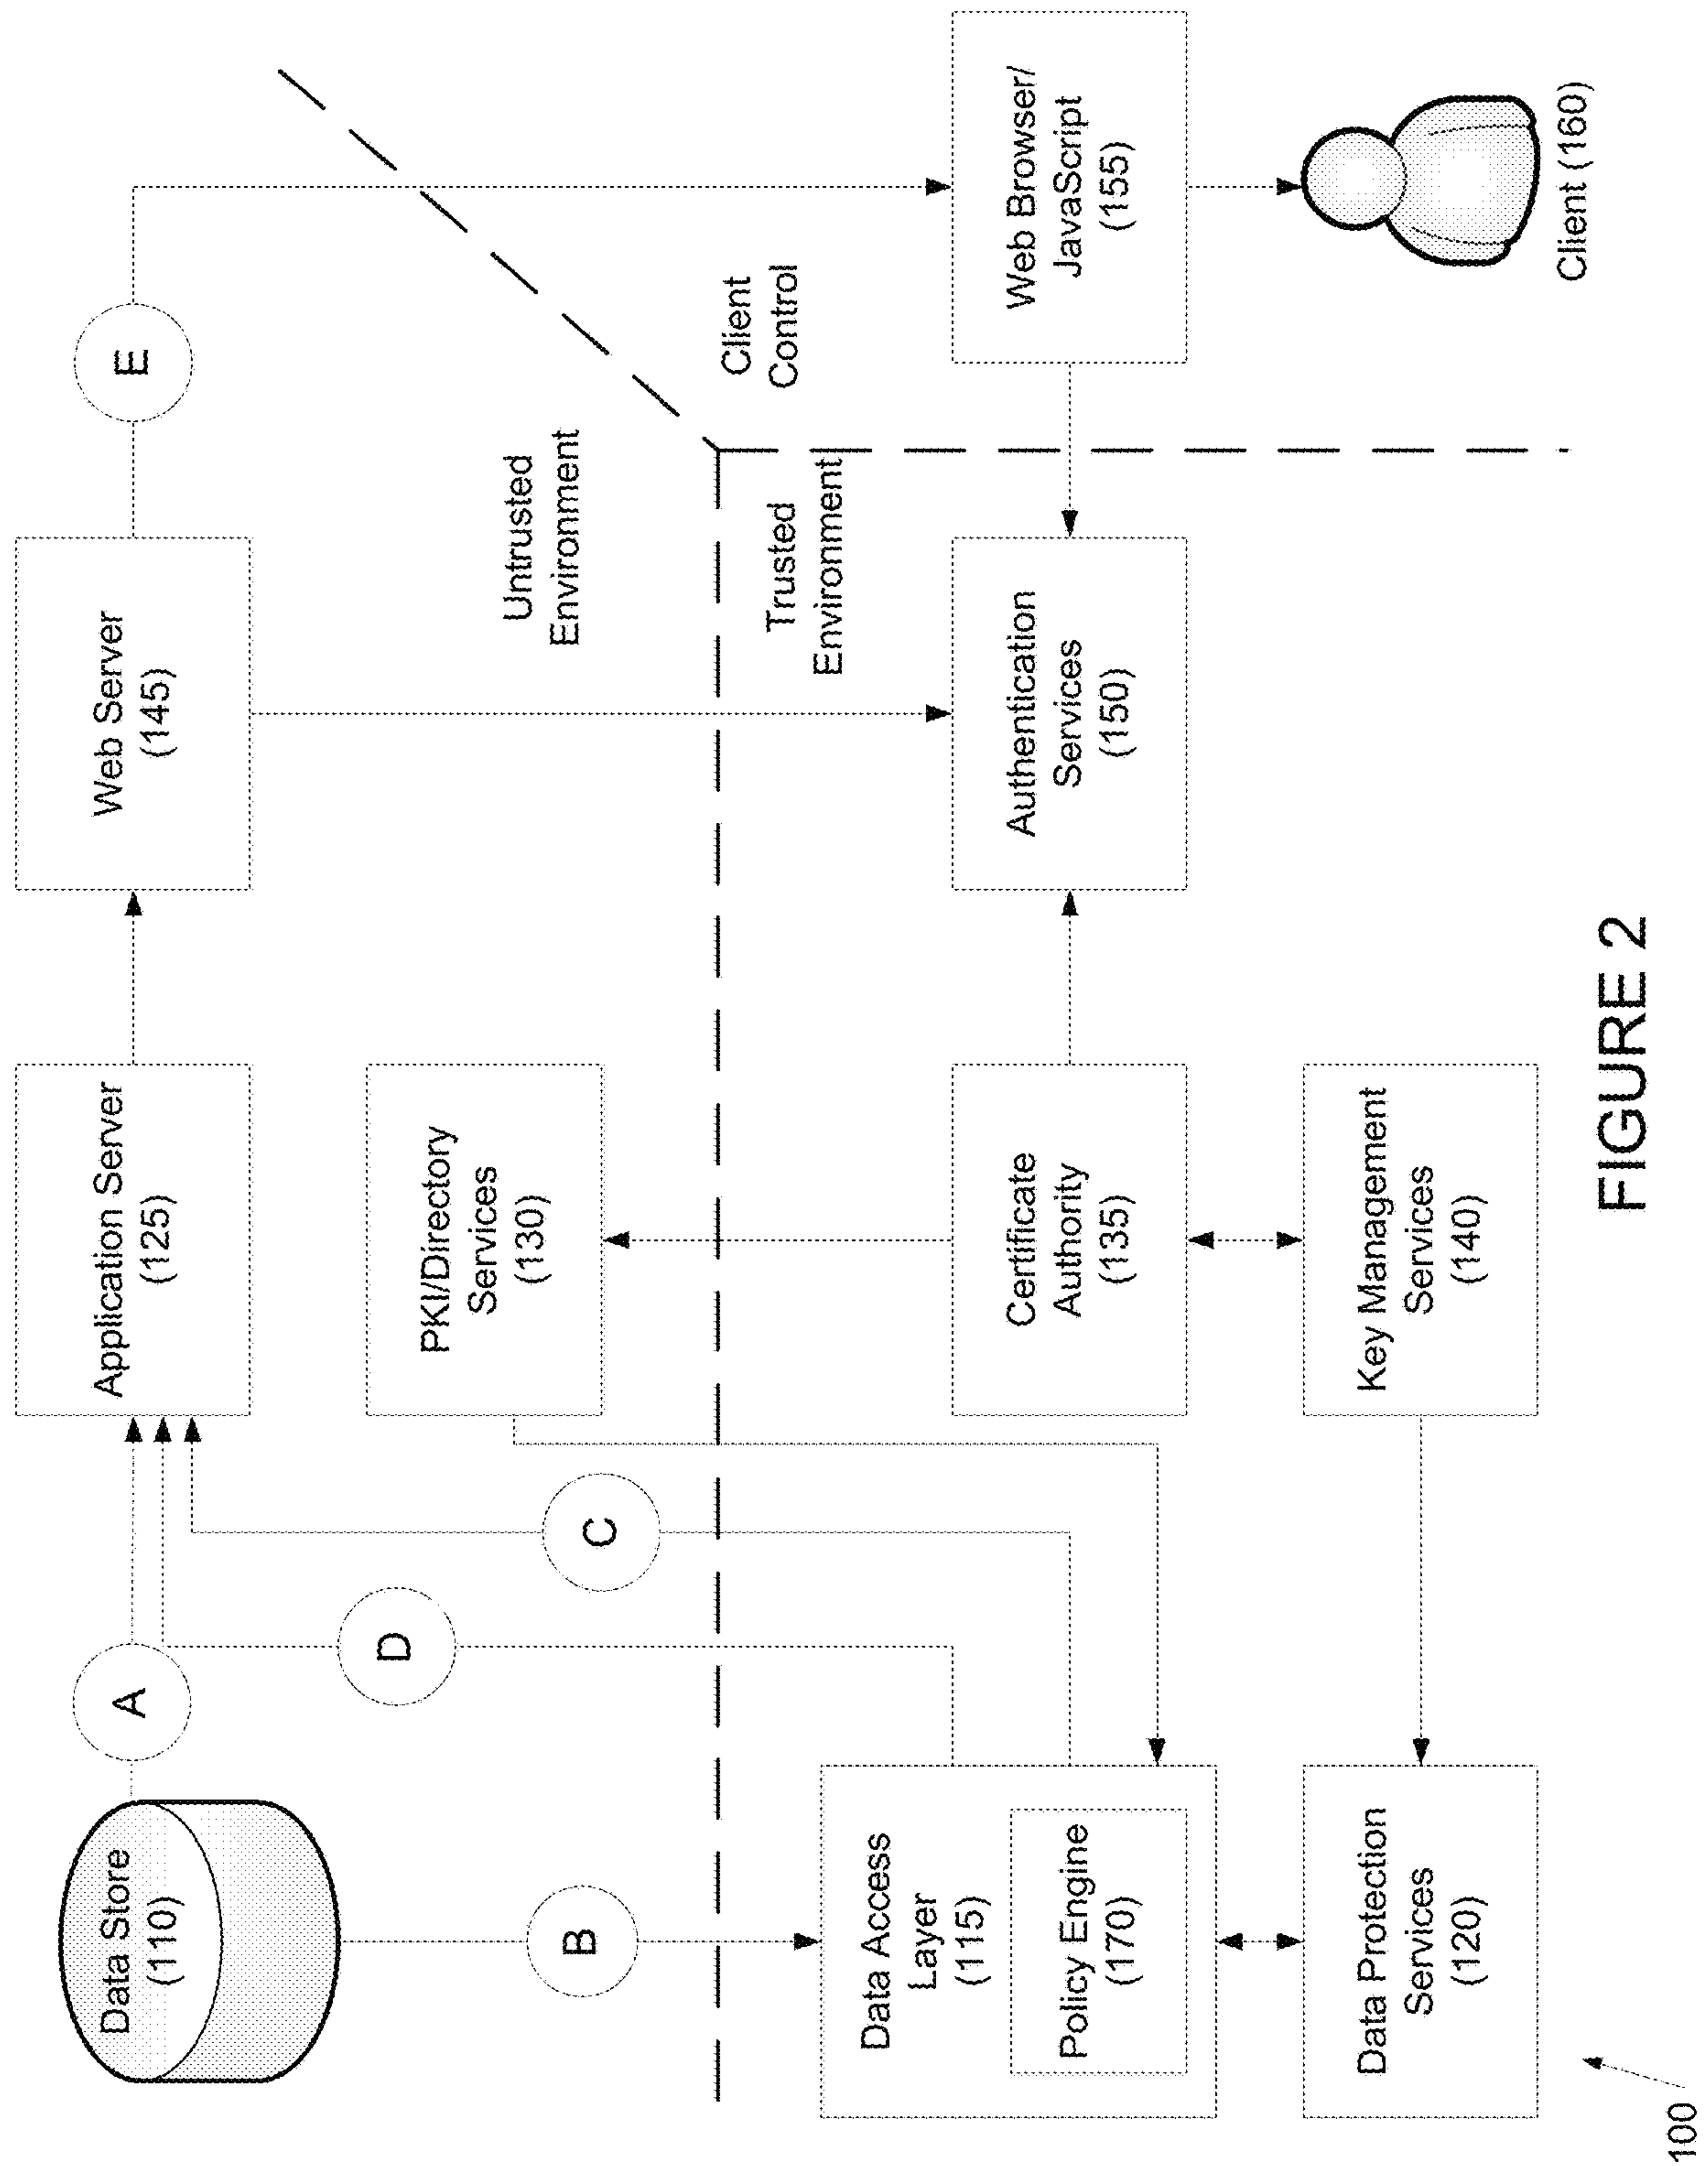 Data Store
(110)
A
Application Server
(125)
Web Server
(145)
E
D
PKI/Directory
Services
(130)
B
C
Untrusted
Environment
Client
Control
Trusted
Environment
Data Access
Layer
(115)
Policy Engine
(170)
Certificate
Authority
(135)
Authentication
Services
(150)
Web Browser/
JavaScript
(155)
Data Protection
Services
(120)
Key Management
Services
(140)
Client (160)
100
FIGURE 2